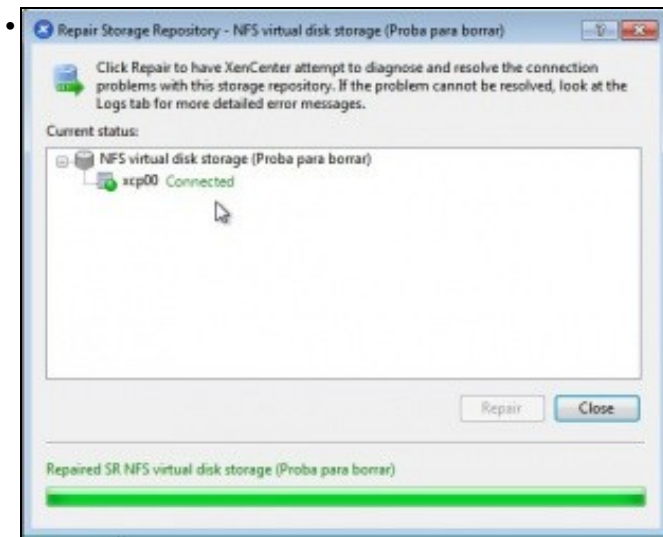 Repair Storage Repository - NFS virtual disk storage (Proba para borrar)
Click Repair to have XenCenter attempt to diagnose and resolve the connection
problems with this storage repository. If the problem cannot be resolved, look at the
Logs tab for more detailed error messages.
Current status:
NFS virtual disk storage (Proba para borrar)
xcp00 Connected
Repair Close
Repaired SR NFS virtual disk storage (Proba para borrar)